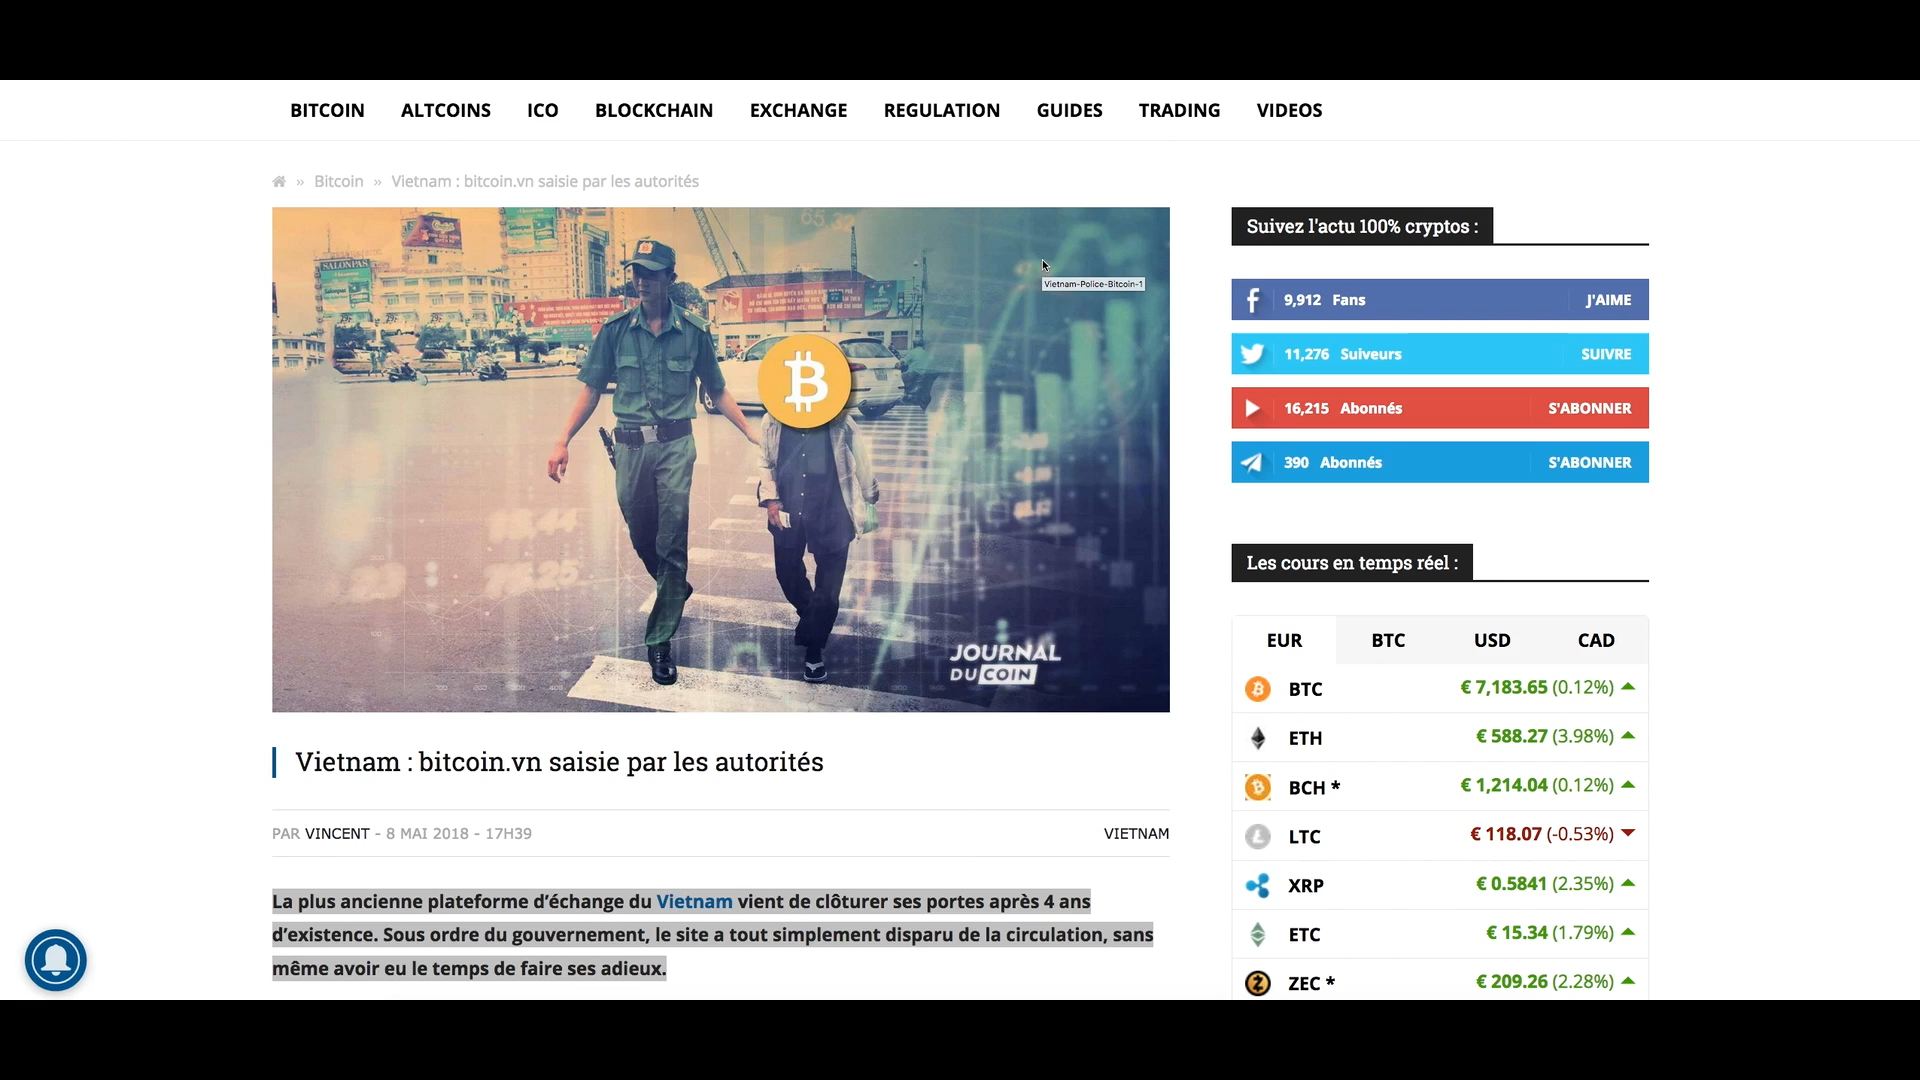 BITCOIN ALTCOINS ICO BLOCKCHAIN EXCHANGE REGULATION GUIDES TRADING VIDEOS
» Bitcoin » Vietnam : bitcoin.vn saisie par les autorités
SALONPAS
65.32
Vietnam-Police-Bitcoin-1
JOURNAL
DU COIN
Vietnam : bitcoin.vn saisie par les autorités
PAR VINCENT - 8 MAI 2018 - 17H39
VIETNAM
La plus ancienne plateforme d’échange du Vietnam vient de clôturer ses portes après 4 ans
d’existence. Sous ordre du gouvernement, le site a tout simplement disparu de la circulation, sans
même avoir eu le temps de faire ses adieux.
Suivez l'actu 100% cryptos :
9,912 Fans J'AIME
11,276 Suiveurs SUIVRE
16,215 Abonnés S'ABONNER
390 Abonnés S'ABONNER
Les cours en temps réel :
EUR BTC USD CAD
BTC € 7,183.65 (0.12%)
ETH € 588.27 (3.98%)
BCH * € 1,214.04 (0.12%)
LTC € 118.07 (-0.53%)
XRP € 0.5841 (2.35%)
ETC € 15.34 (1.79%)
ZEC * € 209.26 (2.28%)